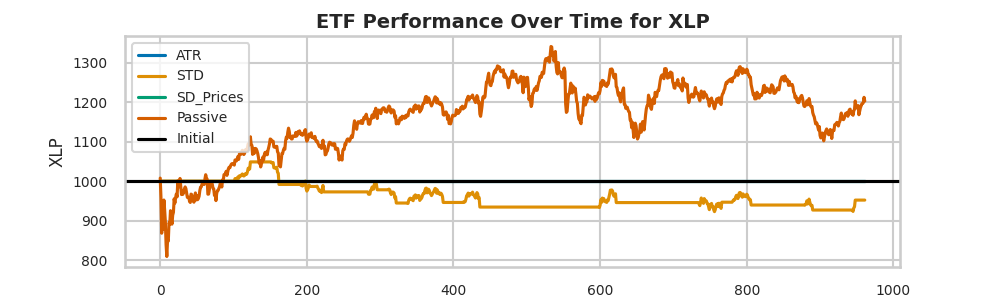 ETF Performance Over Time for XLP
XLP
1300
1200
1100
1000
900
800
ATR
STD
SD_Prices
Passive
Initial
0
200
400
600
800
1000